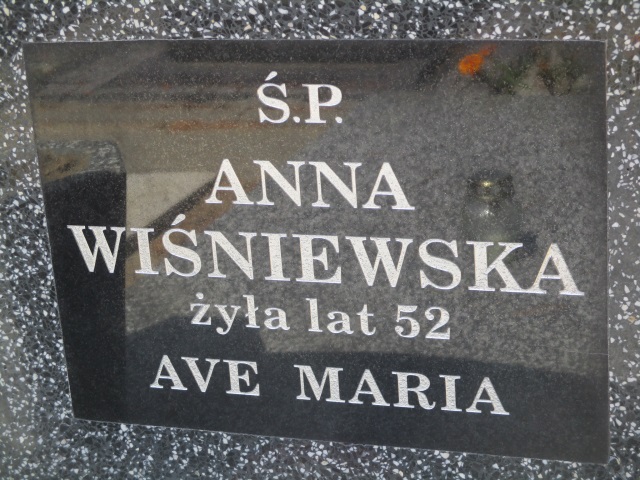 Ś.P.
ANNA
WIŚNIEWSKA
żyła lat 52
AVE MARIA